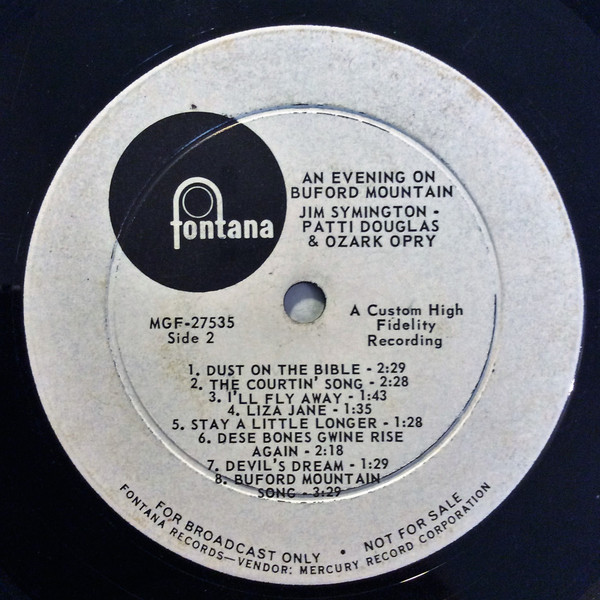 fontana
AN EVENING ON
BUFORD MOUNTAIN
JIM SYMINGTON -
PATTI DOUGLAS
& OZARK OPRY
MGF-27535
Side 2
A Custom High
Fidelity
Recording
1. DUST ON THE BIBLE - 2:29
2. THE COURTIN' SONG - 2:28
3. I'LL FLY AWAY - 1:43
4. LIZA JANE - 1:35
5. STAY A LITTLE LONGER - 1:28
6. DESE BONES GWINE RISE
AGAIN - 2:18
7. DEVIL'S DREAM - 1:29
8. BUFORD MOUNTAIN
SONG - 3:29
FOR BROADCAST ONLY • NOT FOR SALE
FONTANA RECORDS—VENDOR: MERCURY RECORD CORPORATION